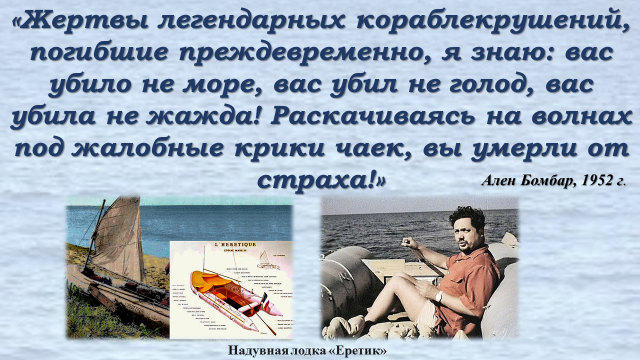 «Жертвы легендарных кораблекрушений,
погибшие преждевременно, я знаю: вас
убило не море, вас убил не голод, вас
убила не жажда! Раскачиваясь на волнах
под жалобные крики чаек, вы умерли от
страха!»
Ален Бомбар, 1952 г.
L'HERETIQUE
Надувная лодка «Еретик»